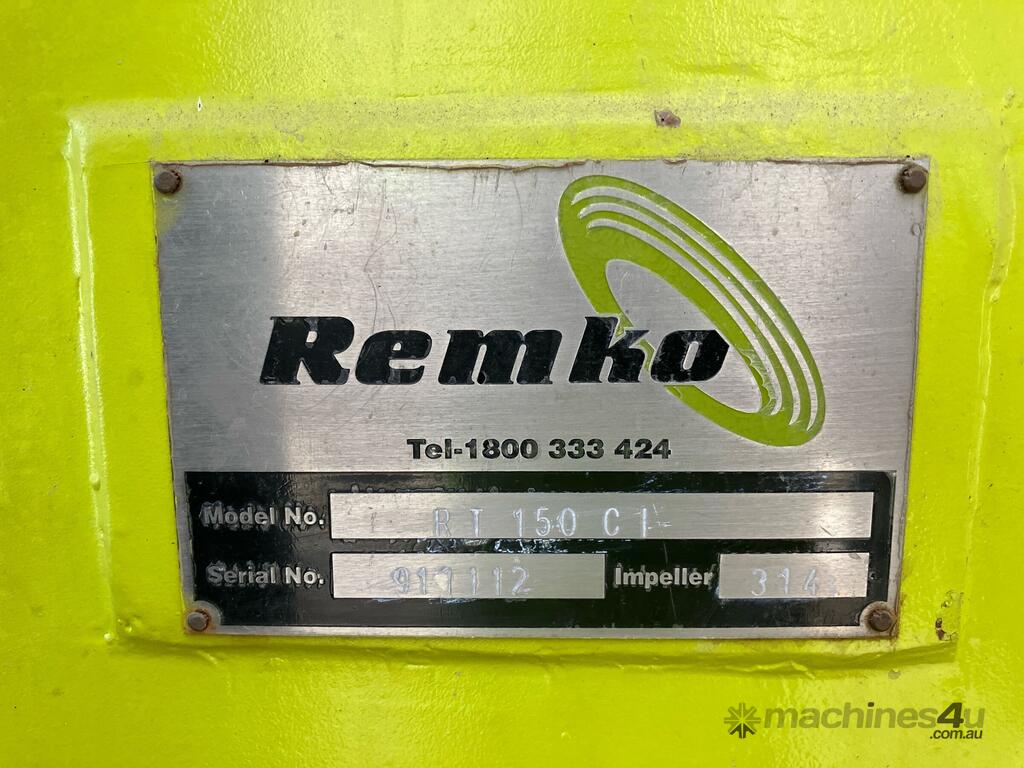 Remko
Tel-1800 333 424
Model No. RT 150 C1
Serial No. 911112 Impeller 314
machines4u
.com.au